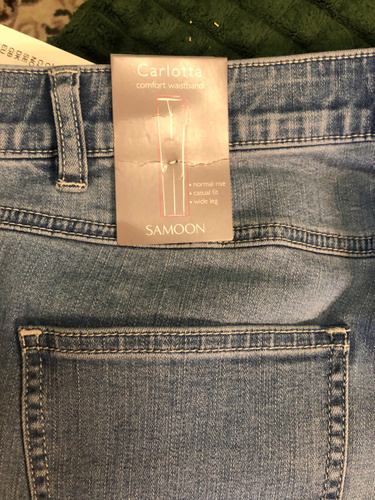 Carlotta
comfort waistband
• normal rise
• casual fit
• wide leg
SAMOON